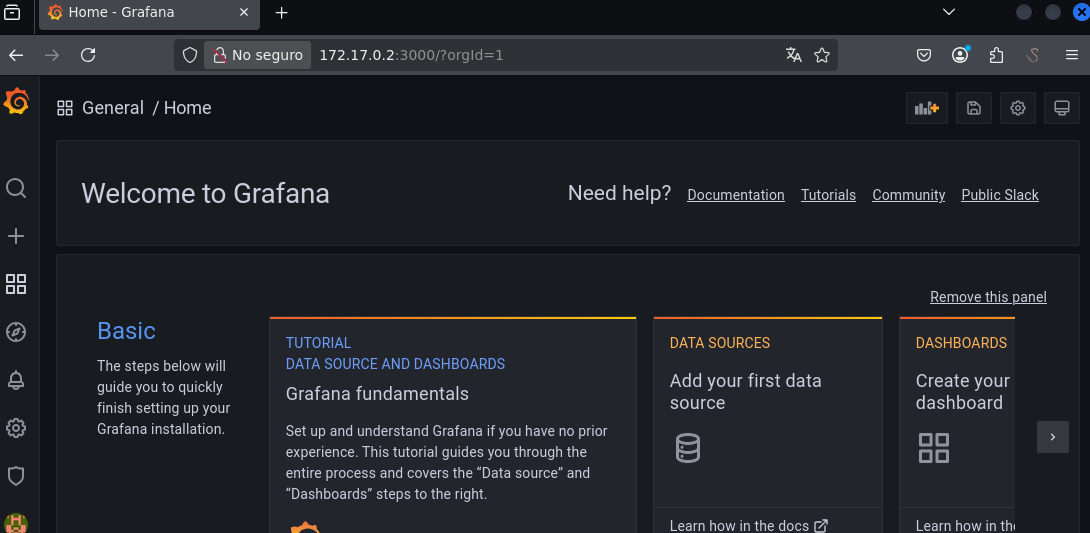 Home - Grafana
No seguro
172.17.0.2:3000/?orgId=1
General / Home
Welcome to Grafana
Need help? Documentation Tutorials Community Public Slack
Remove this panel
Basic
The steps below will
guide you to quickly
finish setting up your
Grafana installation.
TUTORIAL
DATA SOURCE AND DASHBOARDS
Grafana fundamentals
Set up and understand Grafana if you have no prior
experience. This tutorial guides you through the
entire process and covers the “Data source” and
“Dashboards” steps to the right.
DATA SOURCES
Add your first data
source
Learn how in the docs
DASHBOARDS
Create your
dashboard
Learn how in the